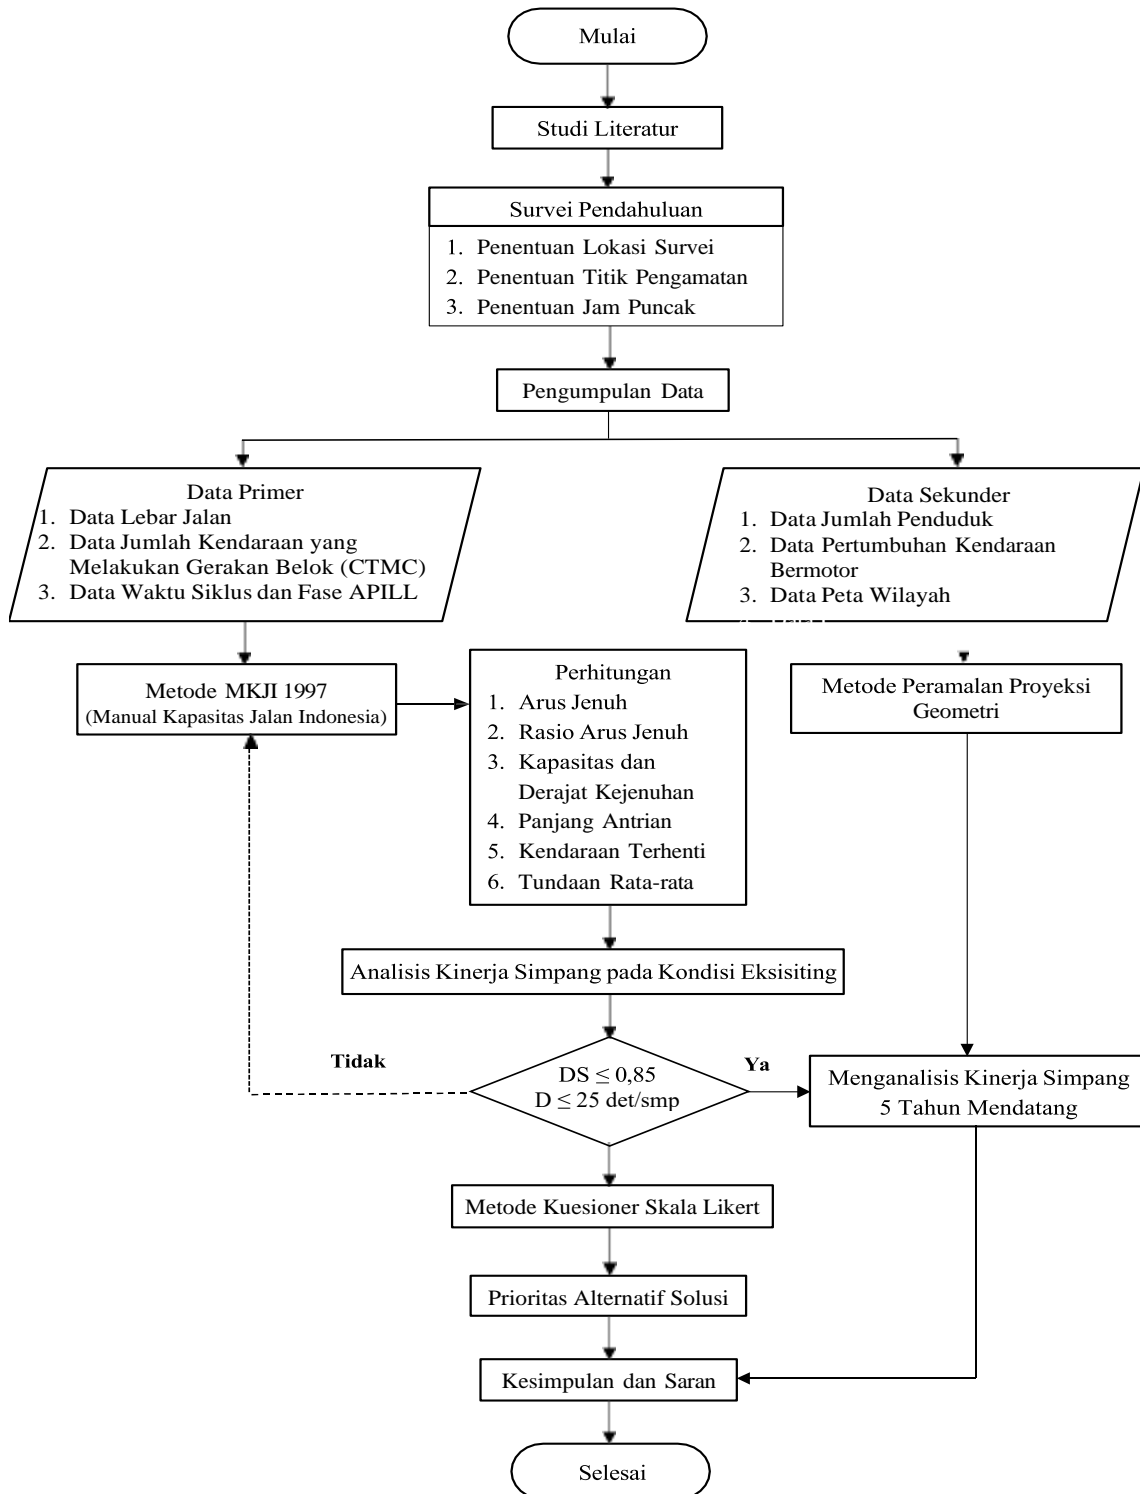 Mulai
Studi Literatur
Survei Pendahuluan
1. Penentuan Lokasi Survei
2. Penentuan Titik Pengamatan
3. Penentuan Jam Puncak
Pengumpulan Data
Data Primer
1. Data Lebar Jalan
2. Data Jumlah Kendaraan yang
Melakukan Gerakan Belok (CTMC)
3. Data Waktu Siklus dan Fase APILL
Data Sekunder
1. Data Jumlah Penduduk
2. Data Pertumbuhan Kendaraan
Bermotor
3. Data Peta Wilayah
Metode MKJI 1997
(Manual Kapasitas Jalan Indonesia)
Perhitungan
1. Arus Jenuh
2. Rasio Arus Jenuh
3. Kapasitas dan
Derajat Kejenuhan
4. Panjang Antrian
5. Kendaraan Terhenti
6. Tundaan Rata-rata
Metode Peramalan Proyeksi
Geometri
Analisis Kinerja Simpang pada Kondisi Eksisiting
Tidak
DS ≤ 0,85
D ≤ 25 det/smp
Ya
Menganalisis Kinerja Simpang
5 Tahun Mendatang
Metode Kuesioner Skala Likert
Prioritas Alternatif Solusi
Kesimpulan dan Saran
Selesai